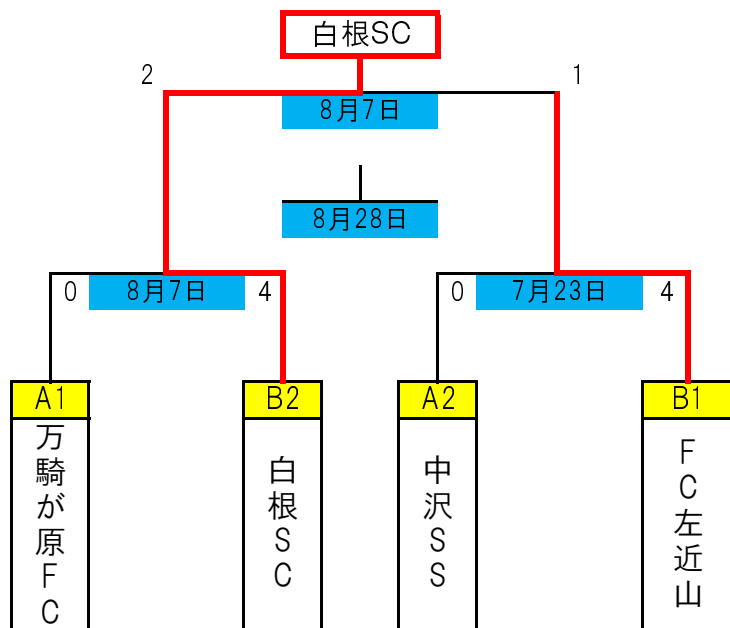 白根SC
2
1
8月7日
8月28日
0
8月7日
4
0
7月23日
4
A1
B2
A2
B1
万騎が原FC
白根SC
中沢SS
FC左近山